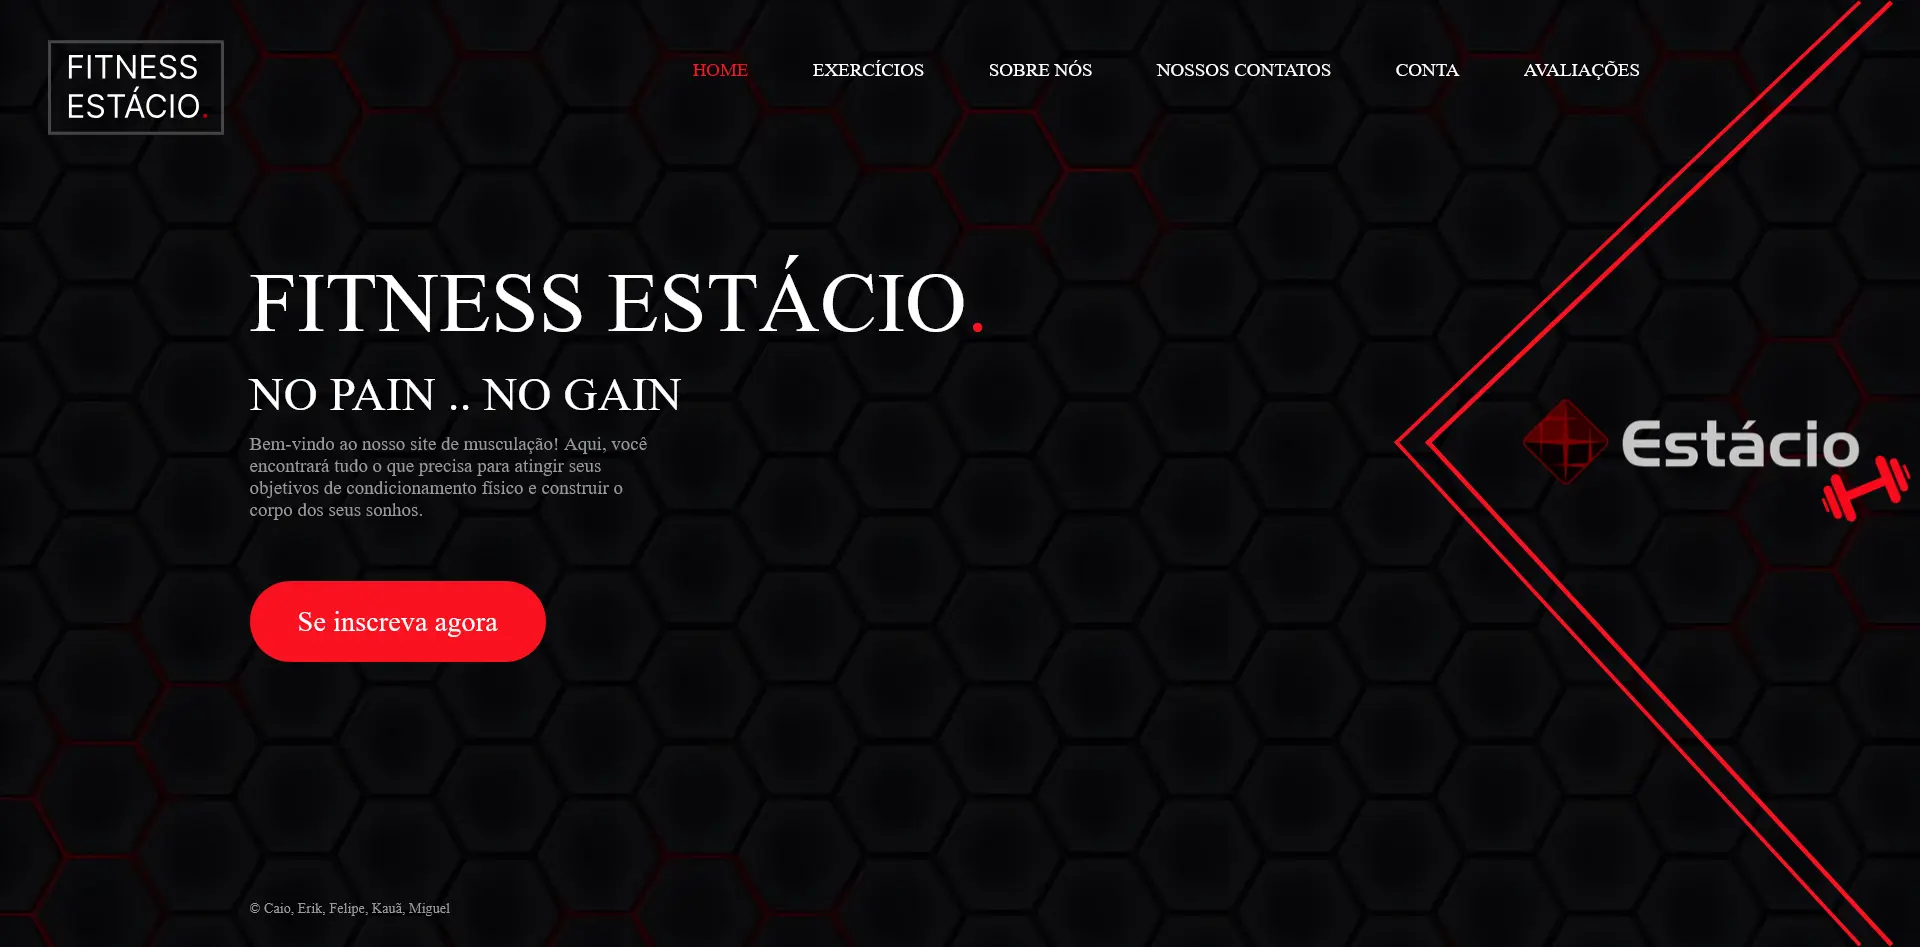 FITNESS
ESTÁCIO.
HOME EXERCÍCIOS SOBRE NÓS NOSSOS CONTATOS CONTA AVALIAÇÕES
FITNESS ESTÁCIO.
NO PAIN .. NO GAIN
Bem-vindo ao nosso site de musculação! Aqui, você
encontrará tudo o que precisa para atingir seus
objetivos de condicionamento físico e construir o
corpo dos seus sonhos.
Estácio
Se inscreva agora
© Caio, Erik, Felipe, Kauã, Miguel